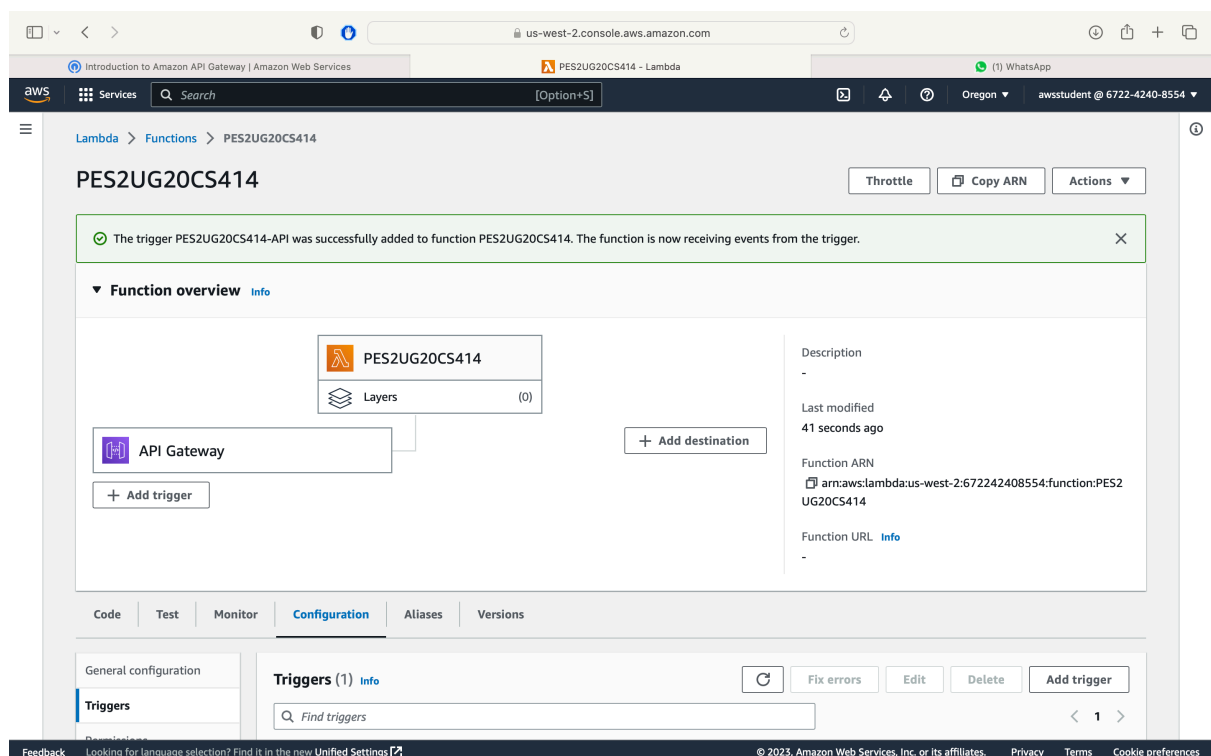 us-west-2.console.aws.amazon.com
Introduction to Amazon API Gateway | Amazon Web Services
PES2UG20CS414 - Lambda
(1) WhatsApp
aws
Services
Search
[Option+S]
Oregon
awsstudent @ 6722-4240-8554
Lambda > Functions > PES2UG20CS414
PES2UG20CS414
Throttle
Copy ARN
Actions
The trigger PES2UG20CS414-API was successfully added to function PES2UG20CS414. The function is now receiving events from the trigger.
Function overview Info
PES2UG20CS414
Layers (0)
API Gateway
+ Add trigger
+ Add destination
Description
-
Last modified
41 seconds ago
Function ARN
arn:aws:lambda:us-west-2:672242408554:function:PES2
UG20CS414
Function URL Info
-
Code
Test
Monitor
Configuration
Aliases
Versions
General configuration
Triggers
Permissions
Triggers (1) Info
Fix errors
Edit
Delete
Add trigger
Find triggers
< 1 >
Feedback
Looking for language selection? Find it in the new Unified Settings
© 2023, Amazon Web Services, Inc. or its affiliates.
Privacy
Terms
Cookie preferences